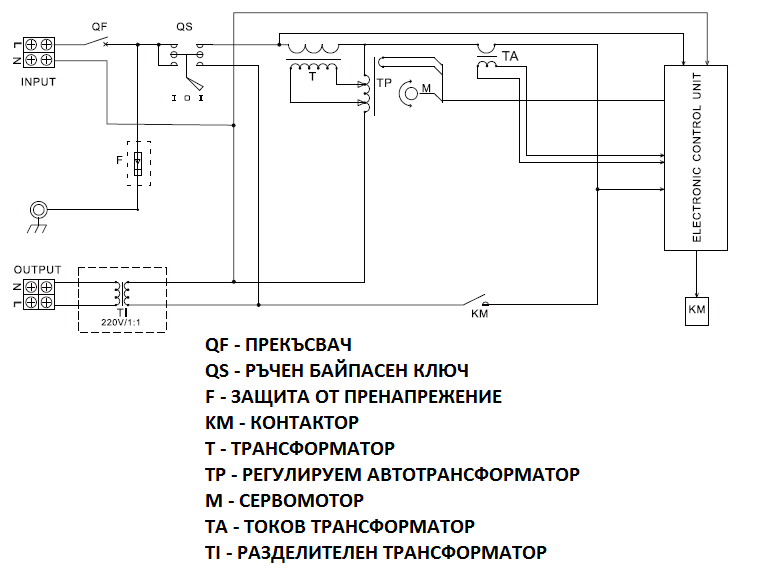 QF
QS
L
N
INPUT
I O I
T
TP
M
TA
ELECTRONIC CONTROL UNIT
F
OUTPUT
N
L
TI
220V/1:1
KM
KM
QF - ПРЕКЪСВАЧ
QS - РЪЧЕН БАЙПАСЕН КЛЮЧ
F - ЗАЩИТА ОТ ПРЕНАПРЕЖЕНИЕ
KM - КОНТАКТОР
T - ТРАНСФОРМАТОР
TP - РЕГУЛИРУЕМ АВТОТРАНСФОРМАТОР
M - СЕРВОМОТОР
TA - ТОКОВ ТРАНСФОРМАТОР
TI - РАЗДЕЛИТЕЛЕН ТРАНСФОРМАТОР